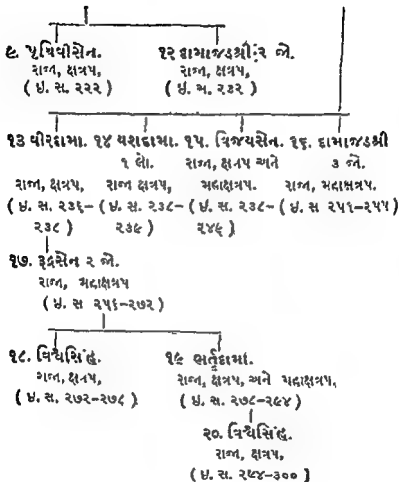 ૯. પૃથિવીસેન. ૧૨ દામાજડશ્રી ૨ જો.
રાજા, ક્ષત્રપ, રાજા, ક્ષત્રપ,
( ઇ. સ. ૨૨૨ ) ( ઇ. સ. ૨૩૨ )
૧૩ વીરદામા. ૧૪ યશદામા. ૧૫. વિજયસેન. ૧૬. દામાજડશ્રી
૧ લો. રાજા, ક્ષત્રપ અને ૩ જો.
રાજા, ક્ષત્રપ, રાજા ક્ષત્રપ, મહાક્ષત્રપ. રાજા, મહાક્ષત્રપ.
( ઇ. સ. ૨૩૬- ( ઇ. સ. ૨૩૮- ( ઇ. સ. ૨૩૮- ( ઇ. સ ૨૫૧-૨૫૫ )
૨૩૮ ) ૨૩૯ ) ૨૪૯ )
૧૭. રૂદ્રસેન ૨ જો.
રાજા, મહાક્ષત્રપ
( ઇ. સ ૨૫૬-૨૭૨ )
૧૮. વિશ્વસિંહ. ૧૯ ભર્તૃદામા.
રાજા, ક્ષત્રપ, રાજા, ક્ષત્રપ, અને મહાક્ષત્રપ,
( ઇ. સ. ૨૭૨-૨૭૮ ) ( ઇ. સ. ૨૭૮-૨૯૪ )
૨૦. વિશ્વસિંહ.
રાજા, ક્ષત્રપ,
( ઇ. સ. ૨૯૪-૩૦૦ )